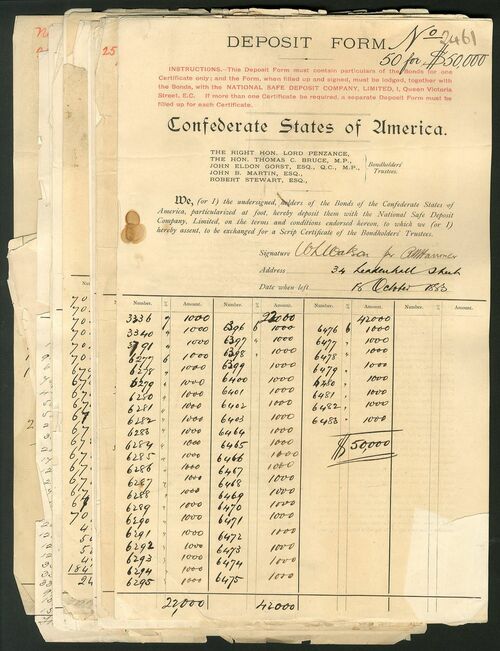 DEPOSIT FORM. No 2461
50 for $50,000
INSTRUCTIONS.—This Deposit Form must contain particulars of the Bonds for one
Certificate only; and the Form, when filled up and signed, must be lodged, together with
the Bonds, with the NATIONAL SAFE DEPOSIT COMPANY, LIMITED, 1, Queen Victoria
Street, E.C. If more than one Certificate be required, a separate Deposit Form must be
filled up for each Certificate.
Confederate States of America.
THE RIGHT HON. LORD PENZANCE,
THE HON. THOMAS C. BRUCE, M.P.,
JOHN ELDON GORST, ESQ., Q.C., M.P.,
JOHN B. MARTIN, ESQ.,
ROBERT STEWART, ESQ.,
Bondholders'
Trustees.
We, (or I) the undersigned, holders of the Bonds of the Confederate States of
America, particularized at foot, hereby deposit them with the National Safe Deposit
Company, Limited, on the terms and conditions endorsed hereon, to which we (or I)
hereby assent, to be exchanged for a Scrip Certificate of the Bondholders' Trustees.
Signature
Address 34 Leadenhall Street
Date when left 18 October 1883
Number. Amount. Number. Amount. Number. Amount. Number. Amount.
3336 1000 22000 42000
3340 1000 6396 1000 6476 1000
1000 6397 1000 6477 1000
6277 1000 6398 1000 6478 1000
6278 1000 6399 1000 6479 1000
6279 1000 6400 1000 6480 1000
6280 1000 6401 1000 6481 1000
6281 1000 6402 1000 6482 1000
6282 1000 6403 1000 6483 1000
6283 1000 6464 1000
6284 1000 6465 1000 $50,000
6285 1000 6466 1000
6286 1000 6467 1000
6287 1000 6468 1000
6288 1000 6469 1000
6289 1000 6470 1000
6290 1000 6471 1000
6291 1000 6472 1000
6292 1000 6473 1000
6293 1000 6474 1000
6294 1000 6475 1000
6295 1000
22,000 42000